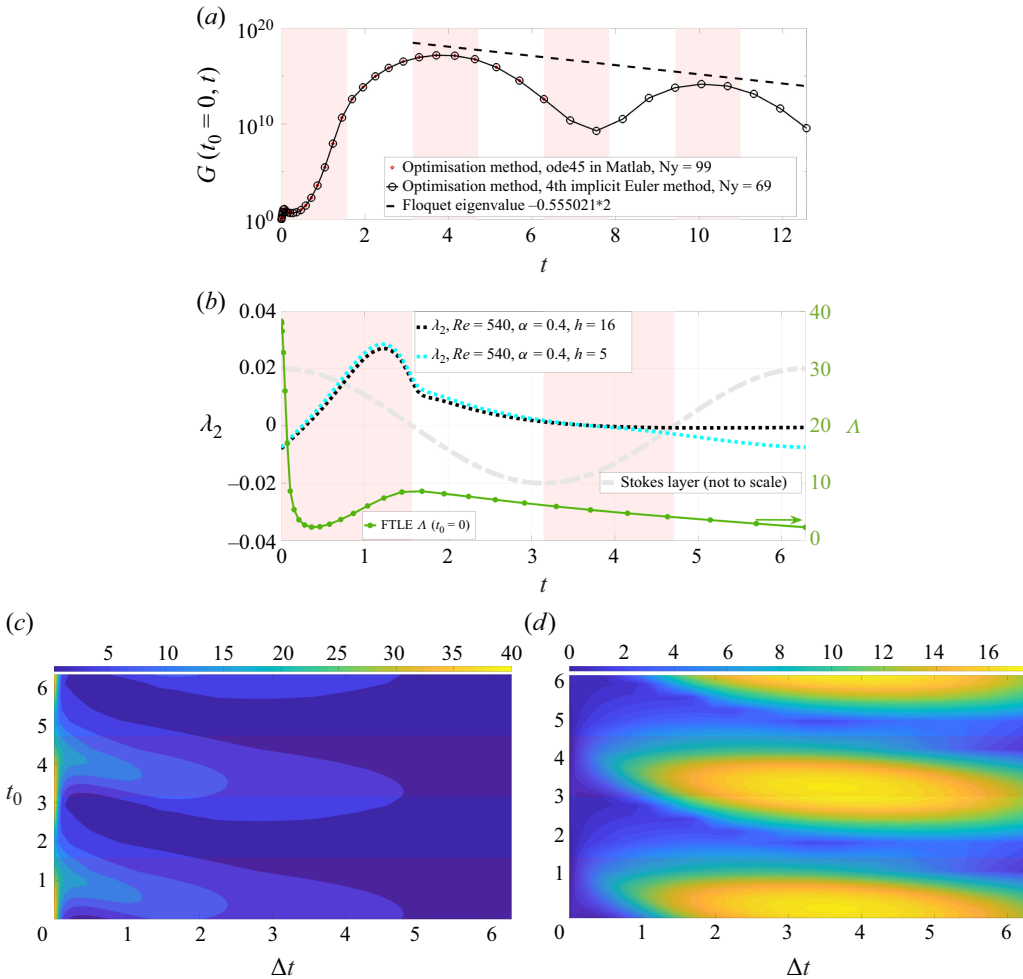 (a)
10^20
10^10
10^0
G (t0 = 0, t)
Optimisation method, ode45 in Matlab, Ny = 99
Optimisation method, 4th implicit Euler method, Ny = 69
Floquet eigenvalue –0.555021*2
0 2 4 6 8 10 12
t
(b)
0.04
0.02
0
−0.02
−0.04
λ2
λ2, Re = 540, α = 0.4, h = 16
λ2, Re = 540, α = 0.4, h = 5
Stokes layer (not to scale)
FTLE Λ (t0 = 0)
40
30
20
10
0
Λ
0 1 2 3 4 5 6
t
(c)
5 10 15 20 25 30 35 40
6
5
4
3
2
1
t0
0 1 2 3 4 5 6
Δt
(d)
0 2 4 6 8 10 12 14 16
6
5
4
3
2
1
0 1 2 3 4 5 6
Δt